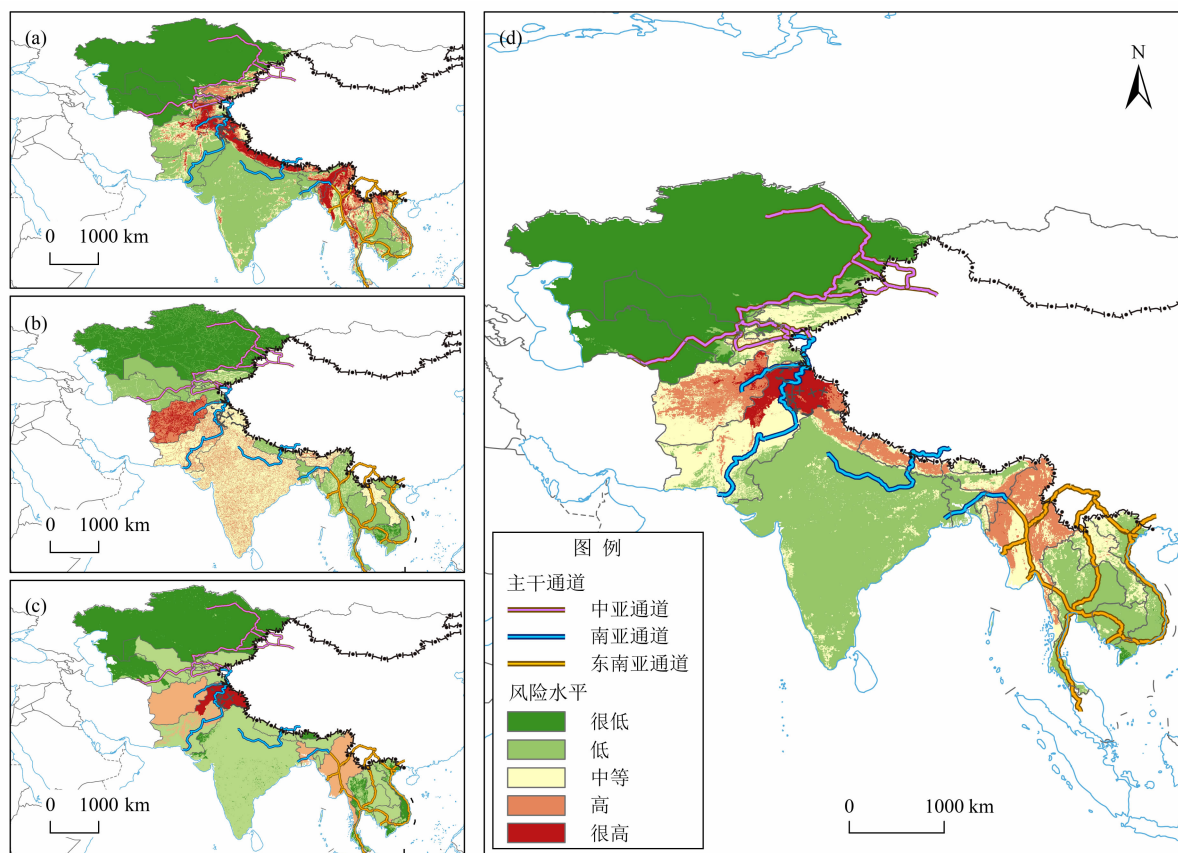 (a)
0 1000 km
(b)
0 1000 km
(c)
0 1000 km
(d)
N
图 例
主干通道
中亚通道
南亚通道
东南亚通道
风险水平
很低
低
中等
高
很高
0 1000 km